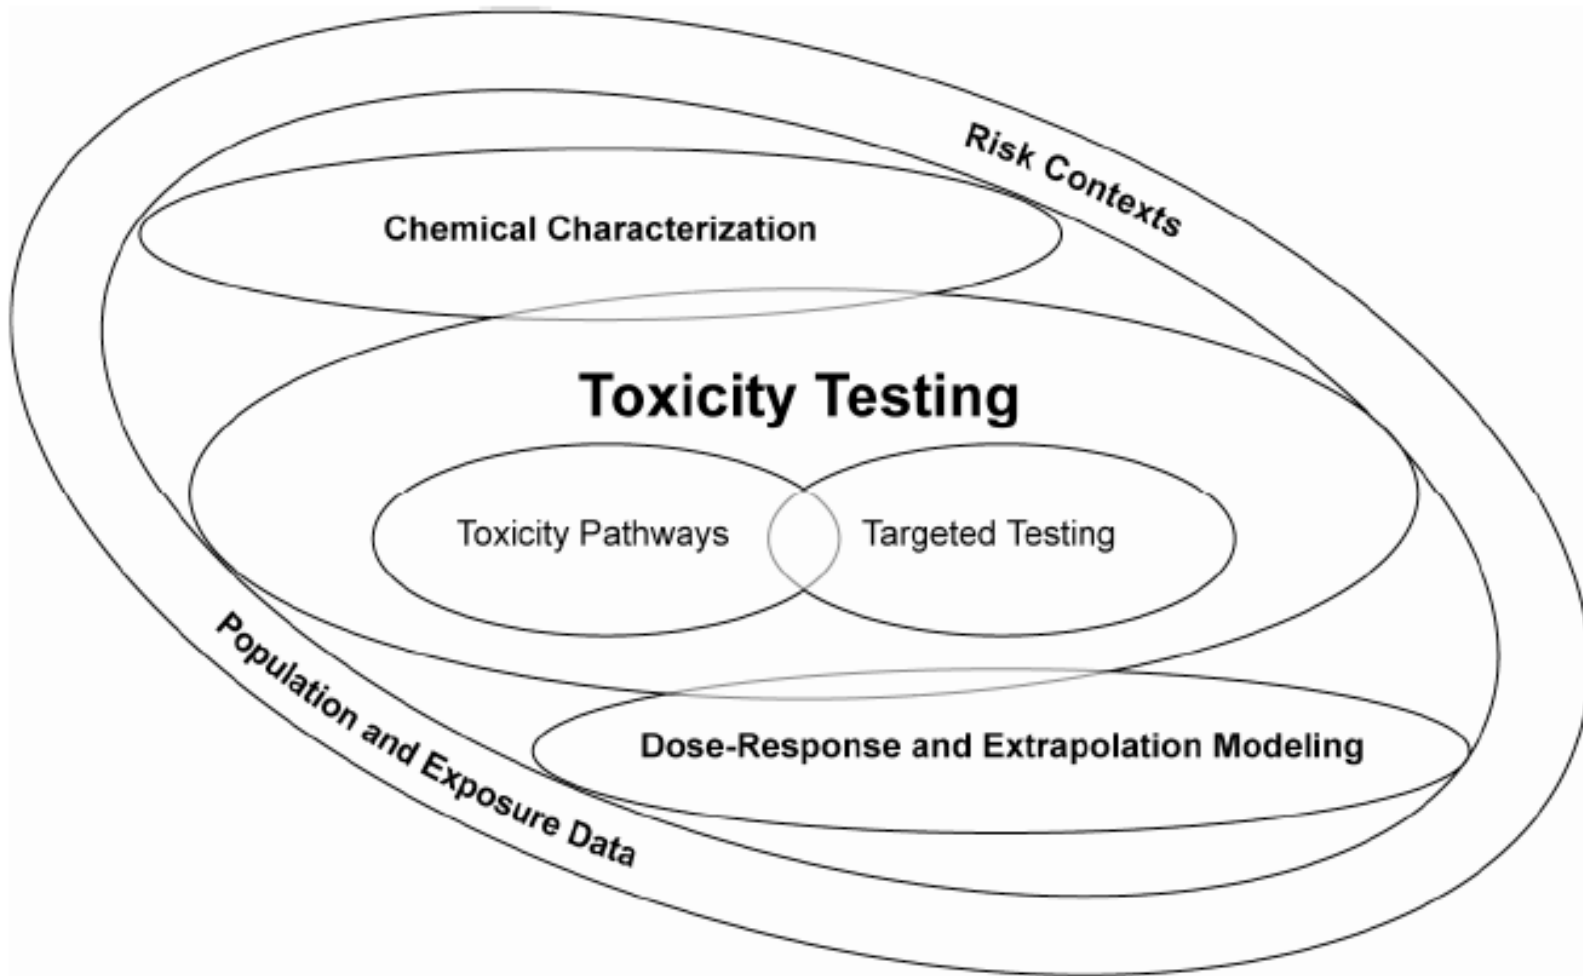 Risk Contexts
Chemical Characterization
Toxicity Testing
Toxicity Pathways
Targeted Testing
Population and Exposure Data
Dose-Response and Extrapolation Modeling